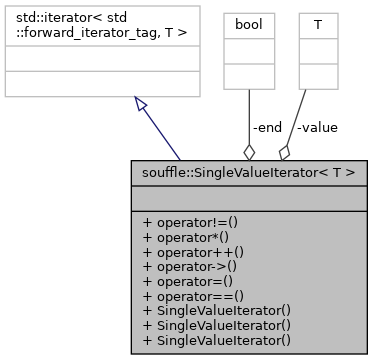 std::iterator< std
::forward_iterator_tag, T >
bool
T
-end
-value
souffle::SingleValueIterator< T >
+ operator!=()
+ operator*()
+ operator++()
+ operator->()
+ operator=()
+ operator==()
+ SingleValueIterator()
+ SingleValueIterator()
+ SingleValueIterator()